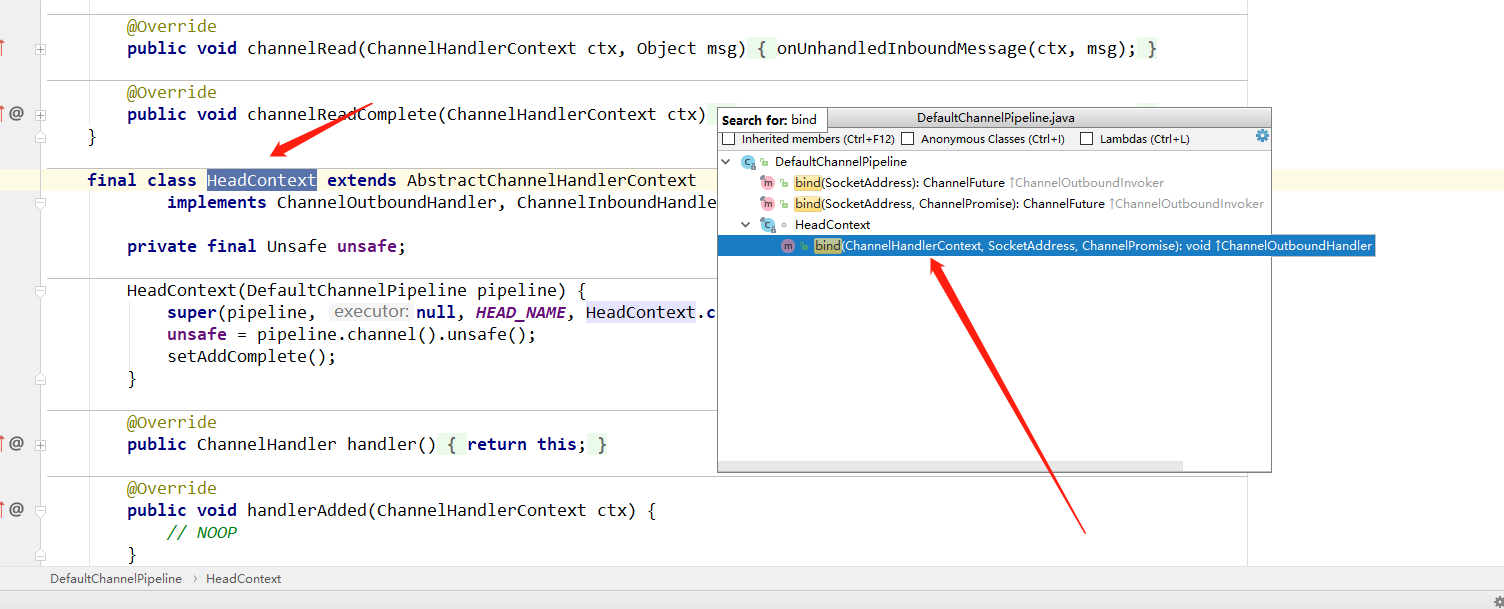 @Override
public void channelRead(ChannelHandlerContext ctx, Object msg) { onUnhandledInboundMessage(ctx, msg); }
@Override
public void channelReadComplete(ChannelHandlerContext ctx)
}
final class HeadContext extends AbstractChannelHandlerContext
implements ChannelOutboundHandler, ChannelInboundHandle
private final Unsafe unsafe;
HeadContext(DefaultChannelPipeline pipeline) {
super(pipeline, executor: null, HEAD_NAME, HeadContext.c
unsafe = pipeline.channel().unsafe();
setAddComplete();
}
@Override
public ChannelHandler handler() { return this; }
@Override
public void handlerAdded(ChannelHandlerContext ctx) {
// NOOP
}
Search for: bind
DefaultChannelPipeline.java
Inherited members (Ctrl+F12) Anonymous Classes (Ctrl+I) Lambdas (Ctrl+L)
DefaultChannelPipeline
bind(SocketAddress): ChannelFuture ↑ChannelOutboundInvoker
bind(SocketAddress, ChannelPromise): ChannelFuture ↑ChannelOutboundInvoker
HeadContext
bind(ChannelHandlerContext, SocketAddress, ChannelPromise): void ↑ChannelOutboundHandler
DefaultChannelPipeline › HeadContext